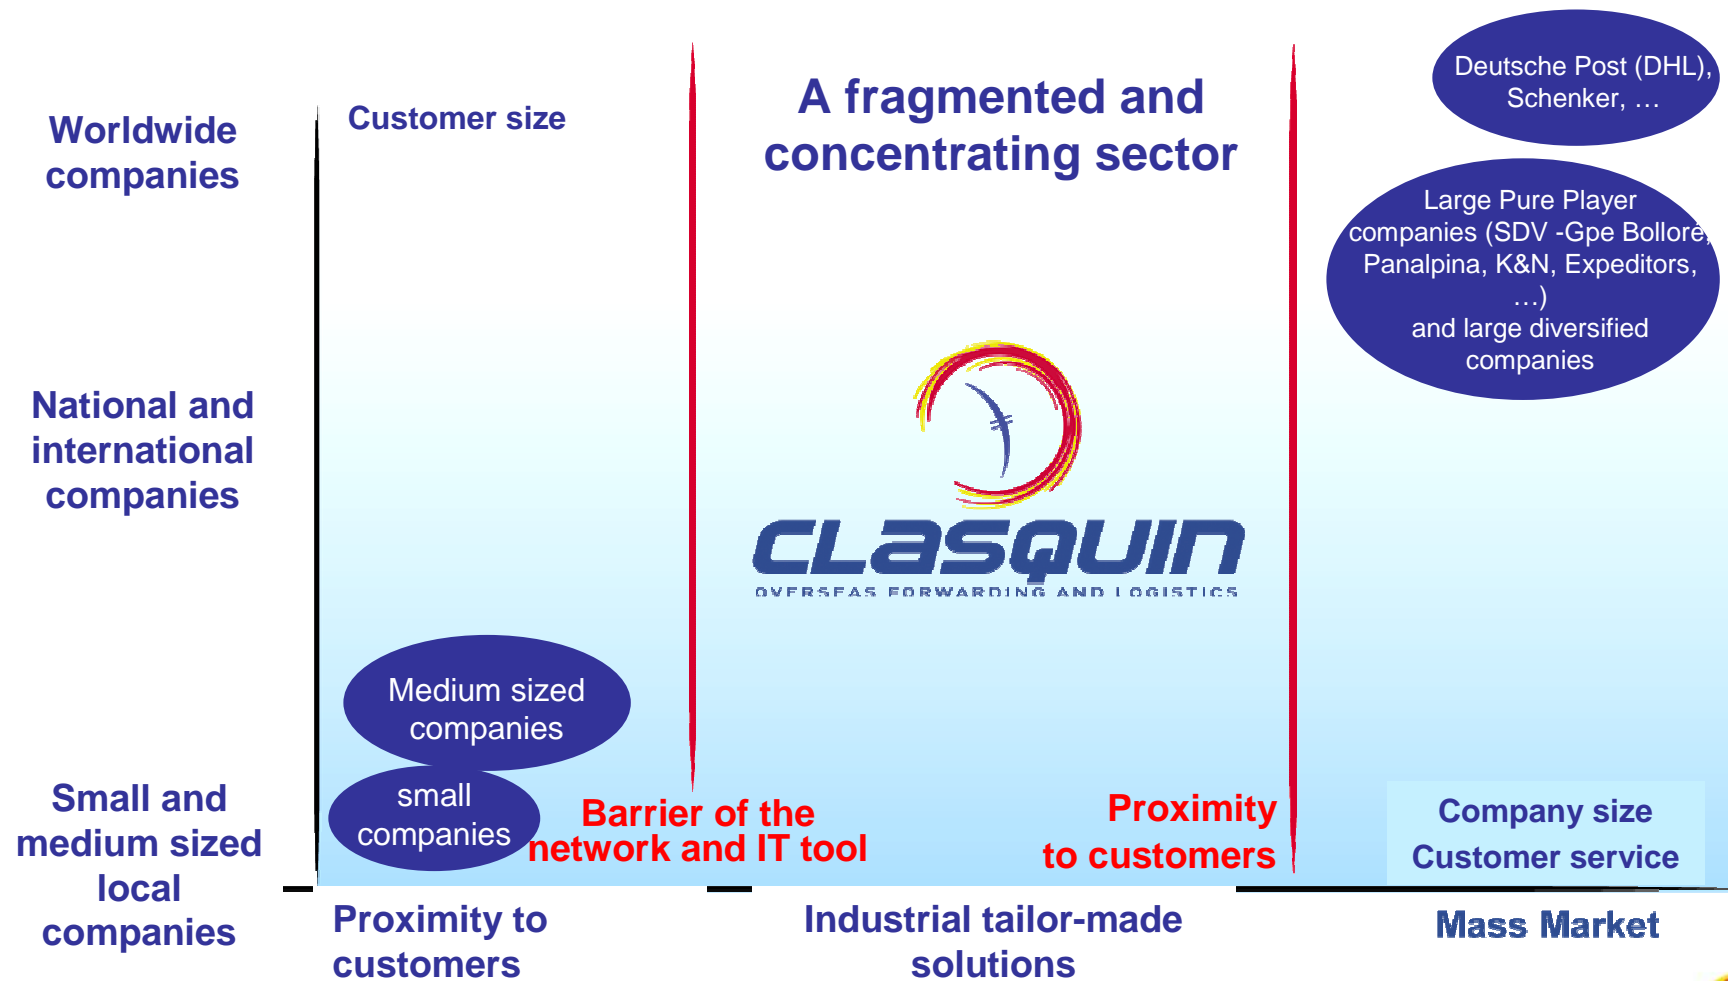 Deutsche Post (DHL),
Schenker, …
A fragmented and
concentrating sector
Customer size
Worldwide
companies
Large Pure Player
companies (SDV -Gpe Bolloré,
Panalpina, K&N, Expeditors,
…)
and large diversified
companies
National and
international
companies
CLASQUIN
OVERSEAS FORWARDING AND LOGISTICS
Medium sized
companies
small
companies
Small and
medium sized
local
companies
Barrier of the
network and IT tool
Proximity
to customers
Company size
Customer service
Proximity to
customers
Industrial tailor-made
solutions
Mass Market